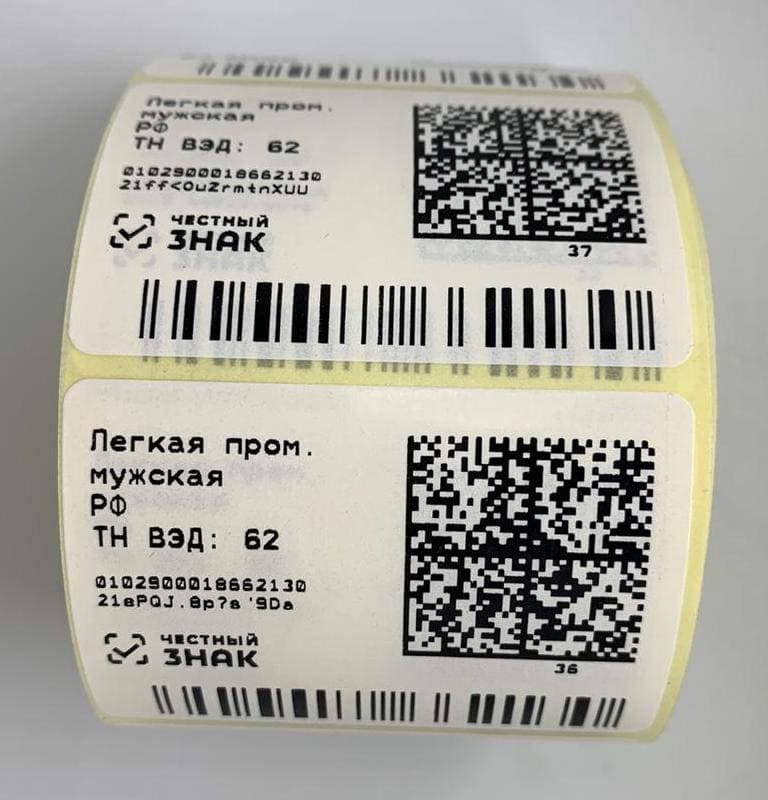 Легкая пром.
мужская
РФ
ТН ВЭД: 62
0102900018662130
21ff<OuZrmtnXUU
ЧЕСТНЫЙ
ЗНАК
37
Легкая пром.
мужская
РФ
ТН ВЭД: 62
0102900018662130
21sPQJ.8p?s'9Da
ЧЕСТНЫЙ
ЗНАК
36